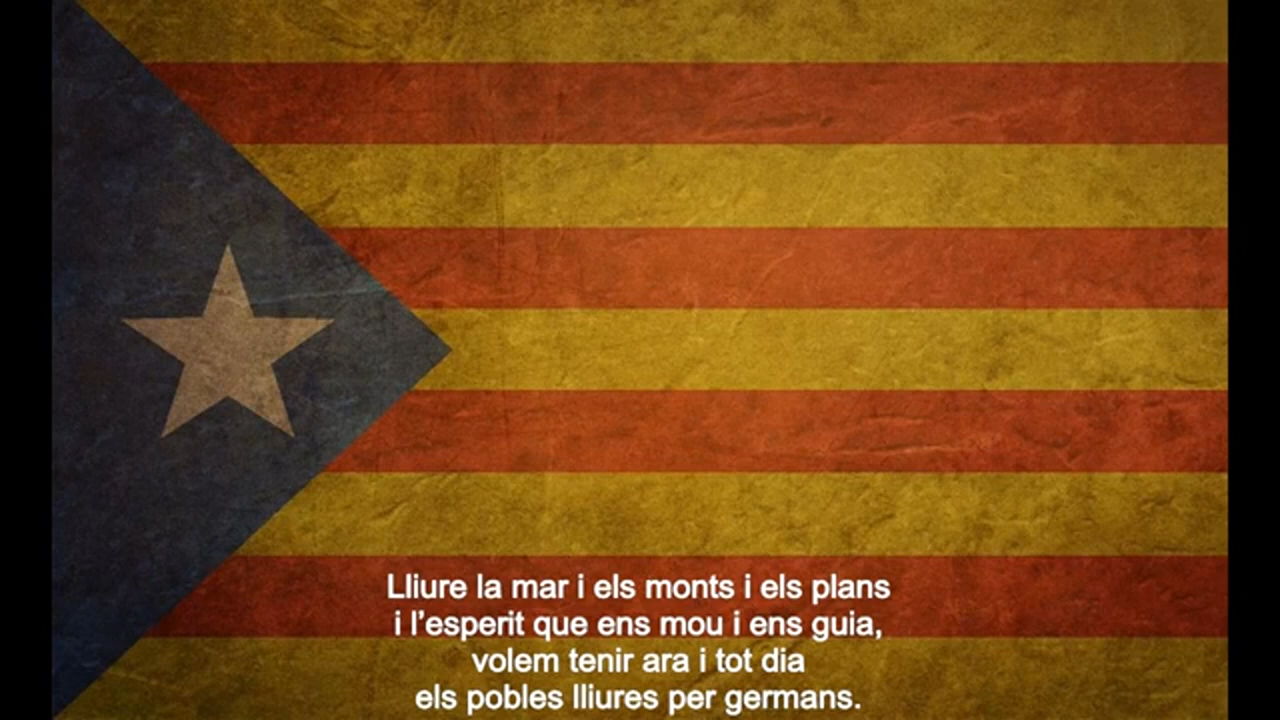 Lliure la mar i els monts i els plans
i l’esperit que ens mou i ens guia,
volem tenir ara i tot dia
els pobles lliures per germans.